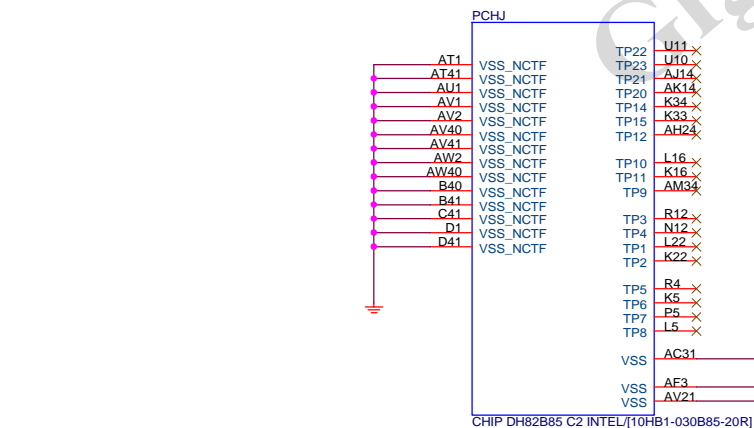 PCHJ
AT1 VSS_NCTF
AT41 VSS_NCTF
AU1 VSS_NCTF
AV1 VSS_NCTF
AV2 VSS_NCTF
AV40 VSS_NCTF
AV41 VSS_NCTF
AW2 VSS_NCTF
AW40 VSS_NCTF
B40 VSS_NCTF
B41 VSS_NCTF
C41 VSS_NCTF
D1 VSS_NCTF
D41 VSS_NCTF
TP22 U11
TP23 U10
TP21 AJ14
TP20 AK14
TP14 K34
TP15 K33
TP12 AH24
TP10 L16
TP11 K16
TP9 AM34
TP3 R12
TP4 N12
TP1 L22
TP2 K22
TP5 R4
TP6 K5
TP7 P5
TP8 L5
VSS AC31
VSS AF3
VSS AV21
CHIP DH82B85 C2 INTEL/[10HB1-030B85-20R]
Gig